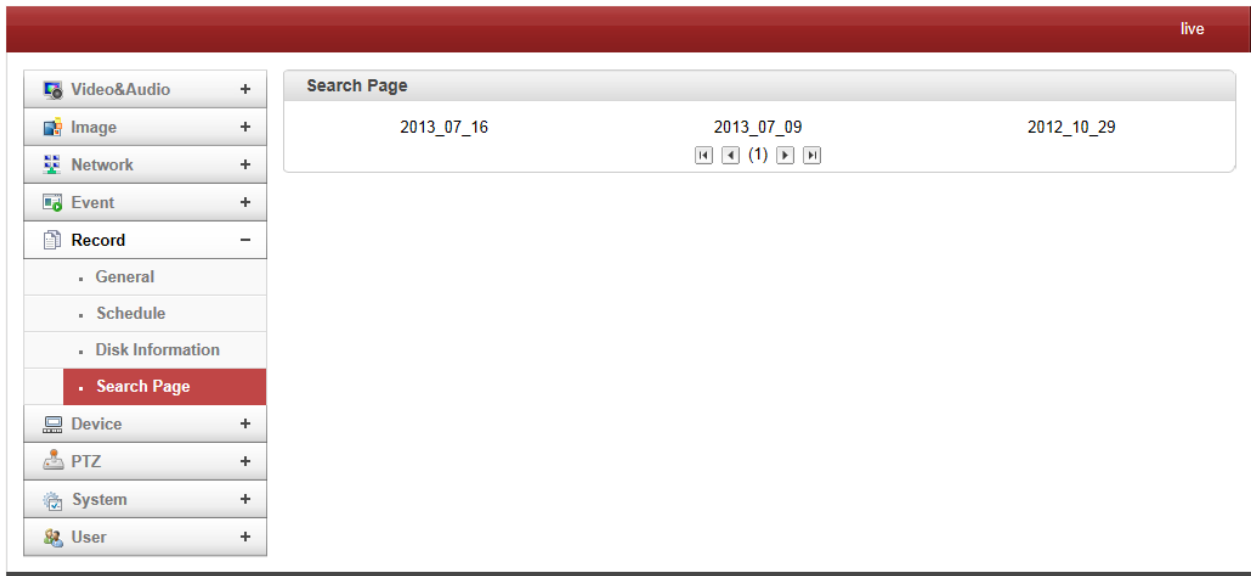 live
Video&Audio +
Image +
Network +
Event +
Record −
General
Schedule
Disk Information
Search Page
Device +
PTZ +
System +
User +
Search Page
2013_07_16 2013_07_09 2012_10_29
(1)